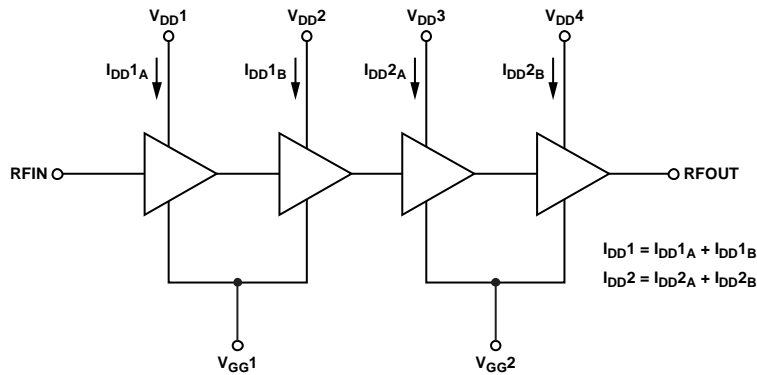 VDD1 VDD2 VDD3 VDD4
IDD1A IDD1B IDD2A IDD2B
RFIN RFOUT
IDD1 = IDD1A + IDD1B
IDD2 = IDD2A + IDD2B
VGG1 VGG2